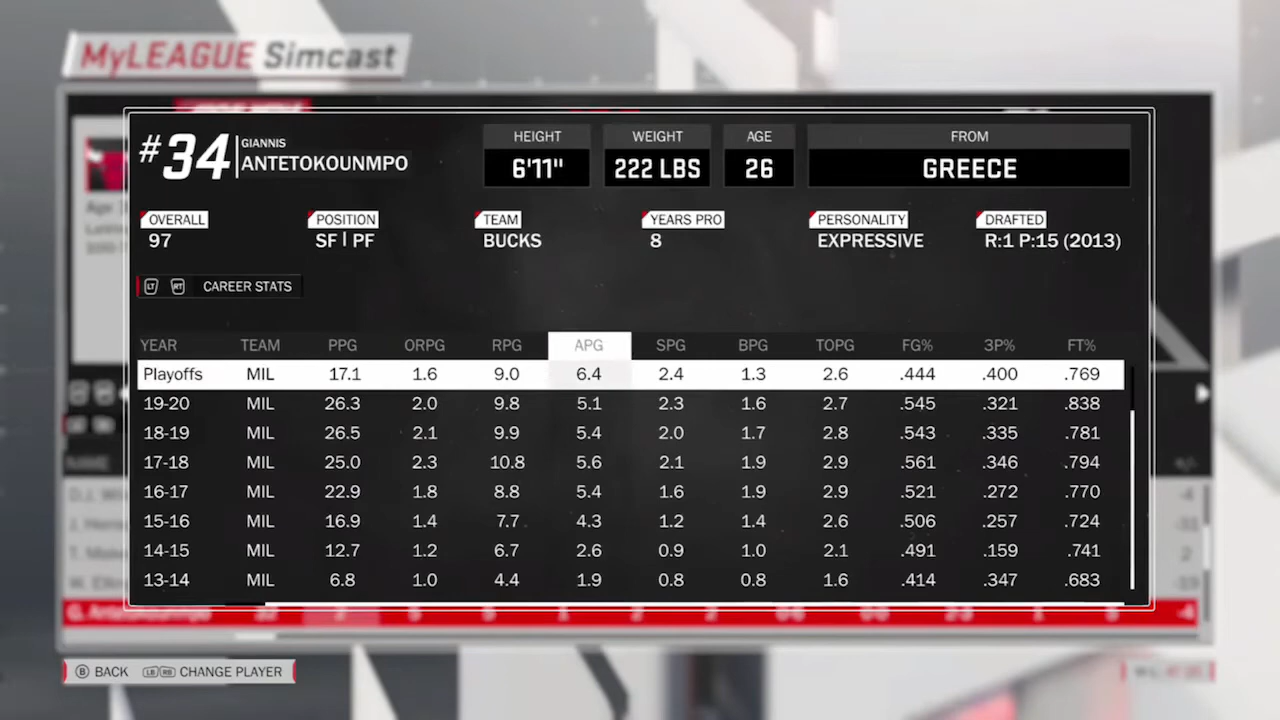 MyLEAGUE Simcast
#34 GIANNIS
ANTETOKOUNMPO
HEIGHT WEIGHT AGE FROM
6'11" 222 LBS 26 GREECE
OVERALL POSITION TEAM YEARS PRO PERSONALITY DRAFTED
97 SF | PF BUCKS 8 EXPRESSIVE R:1 P:15 (2013)
LT RT CAREER STATS
YEAR TEAM PPG ORPG RPG APG SPG BPG TOPG FG% 3P% FT%
Playoffs MIL 17.1 1.6 9.0 6.4 2.4 1.3 2.6 .444 .400 .769
19-20 MIL 26.3 2.0 9.8 5.1 2.3 1.6 2.7 .545 .321 .838
18-19 MIL 26.5 2.1 9.9 5.4 2.0 1.7 2.8 .543 .335 .781
17-18 MIL 25.0 2.3 10.8 5.6 2.1 1.9 2.9 .561 .346 .794
16-17 MIL 22.9 1.8 8.8 5.4 1.6 1.9 2.9 .521 .272 .770
15-16 MIL 16.9 1.4 7.7 4.3 1.2 1.4 2.6 .506 .257 .724
14-15 MIL 12.7 1.2 6.7 2.6 0.9 1.0 2.1 .491 .159 .741
13-14 MIL 6.8 1.0 4.4 1.9 0.8 0.8 1.6 .414 .347 .683
NAME
G. Antetokounmpo
B BACK LB RB CHANGE PLAYER